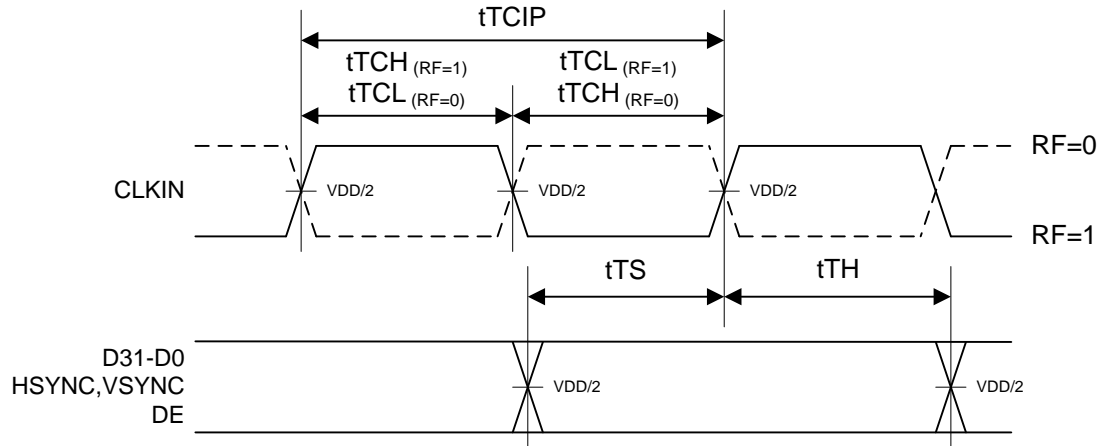 tTCIP
tTCH (RF=1) tTCL (RF=1)
tTCL (RF=0) tTCH (RF=0)
RF=0
CLKIN VDD/2 VDD/2 VDD/2
RF=1
tTS tTH
D31-D0
HSYNC,VSYNC VDD/2 VDD/2
DE